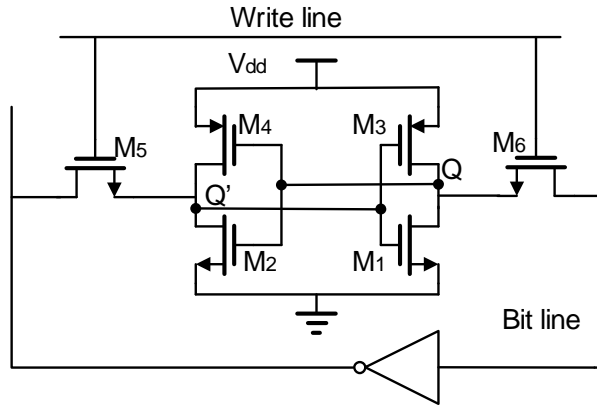 Write line
Vdd
M4
M3
M5
M6
Q
Q’
M2
M1
Bit line